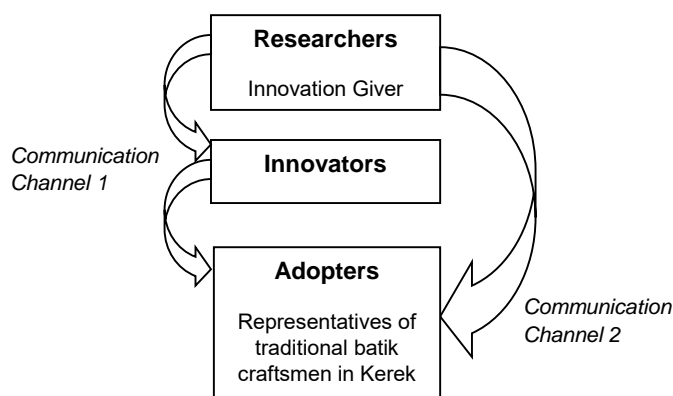 Researchers
Innovation Giver
Communication
Channel 1
Innovators
Adopters
Representatives of
traditional batik
craftsmen in Kerek
Communication
Channel 2